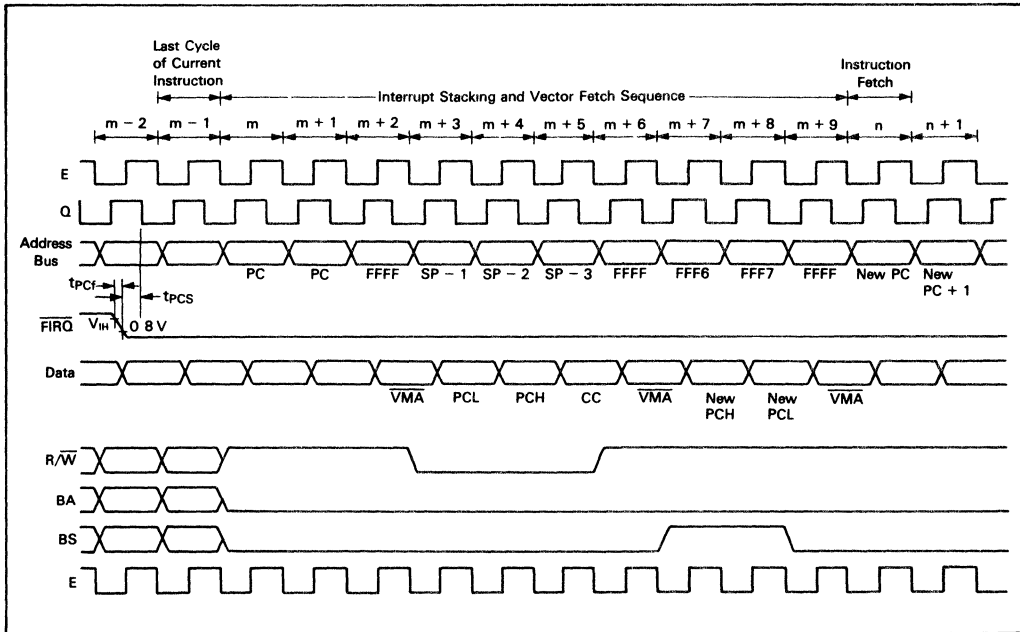 Last Cycle
of Current
Instruction
Interrupt Stacking and Vector Fetch Sequence
Instruction
Fetch
m - 2 m - 1 m m + 1 m + 2 m + 3 m + 4 m + 5 m + 6 m + 7 m + 8 m + 9 n n + 1
E
Q
Address
Bus
PC PC FFFF SP - 1 SP - 2 SP - 3 FFFF FFF6 FFF7 FFFF New PC New
PC + 1
tPCf
tPCS
FIRQ VIH 0 8 V
Data
VMA PCL PCH CC VMA New
PCH New
PCL VMA
R/W
BA
BS
E